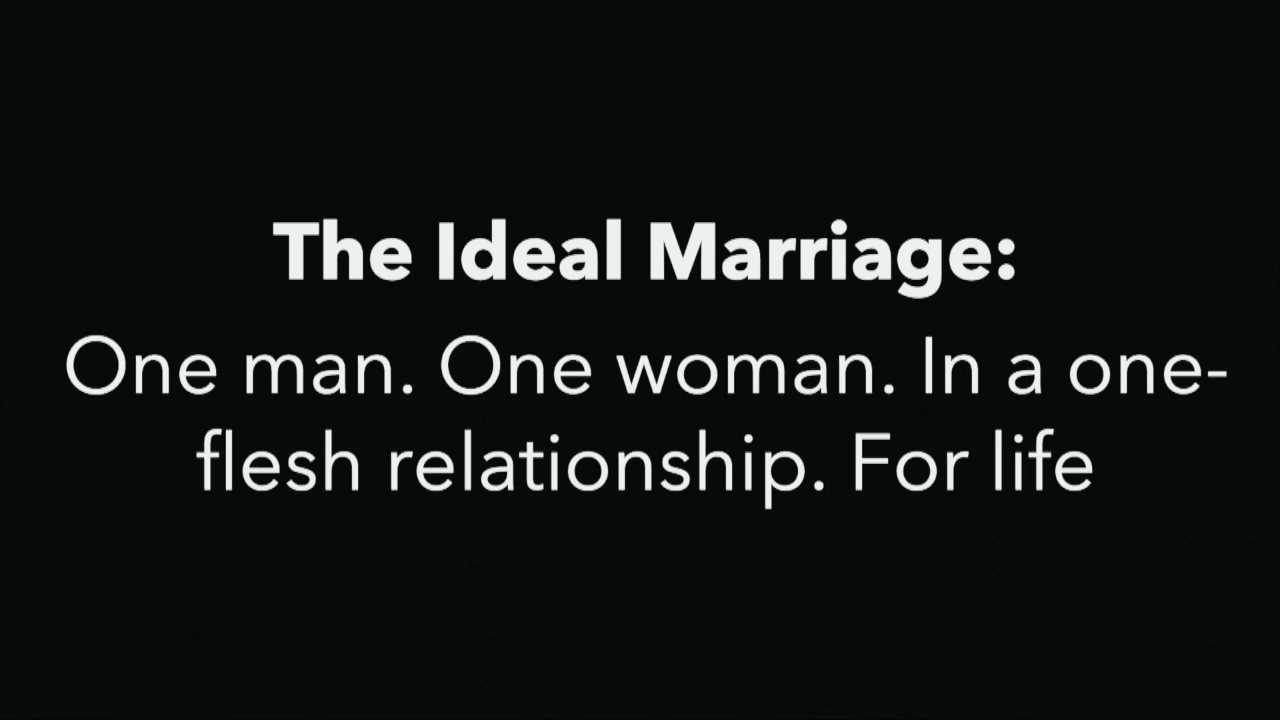 The Ideal Marriage:
One man. One woman. In a one-
flesh relationship. For life